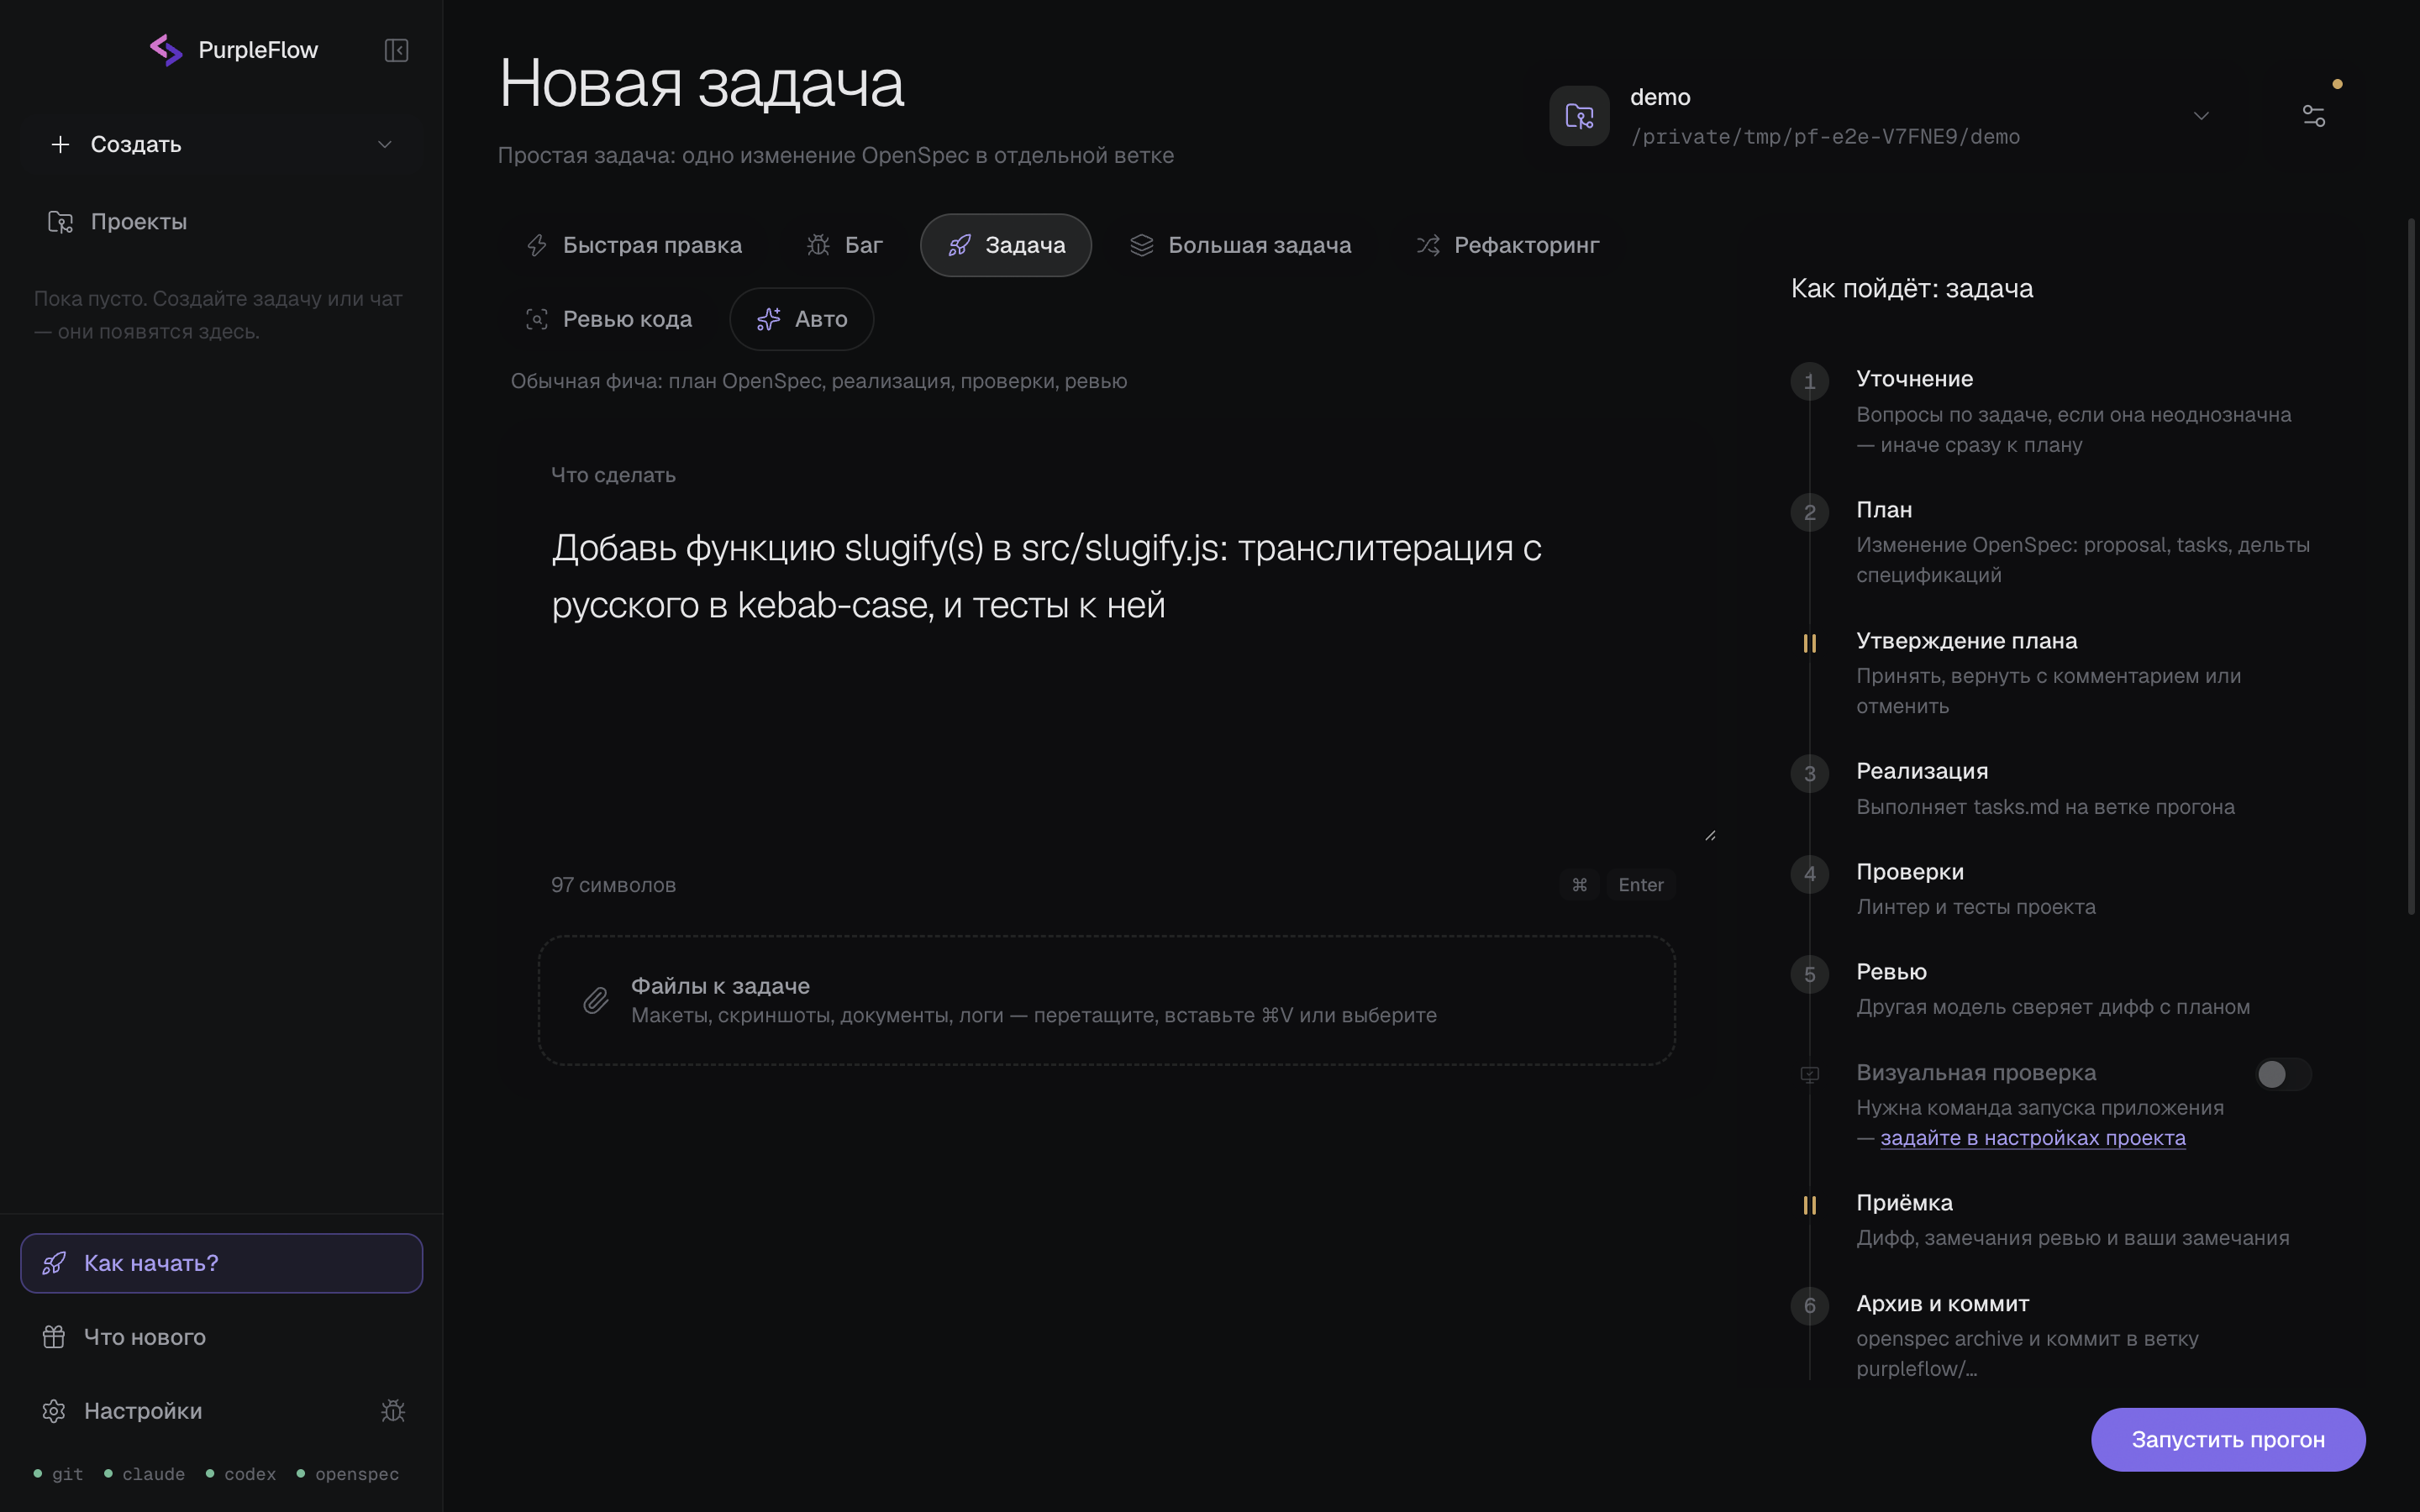 PurpleFlow
Создать
Проекты
Пока пусто. Создайте задачу или чат
— они появятся здесь.
Как начать?
Что нового
Настройки
git claude codex openspec
Новая задача
Простая задача: одно изменение OpenSpec в отдельной ветке
demo
/private/tmp/pf-e2e-V7FNE9/demo
Быстрая правка Баг Задача Большая задача Рефакторинг
Ревью кода Авто
Обычная фича: план OpenSpec, реализация, проверки, ревью
Что сделать
Добавь функцию slugify(s) в src/slugify.js: транслитерация с
русского в kebab-case, и тесты к ней
97 символов
⌘ Enter
Файлы к задаче
Макеты, скриншоты, документы, логи — перетащите, вставьте ⌘V или выберите
Как пойдёт: задача
1 Уточнение
Вопросы по задаче, если она неоднозначна
— иначе сразу к плану
2 План
Изменение OpenSpec: proposal, tasks, дельты
спецификаций
Утверждение плана
Принять, вернуть с комментарием или
отменить
3 Реализация
Выполняет tasks.md на ветке прогона
4 Проверки
Линтер и тесты проекта
5 Ревью
Другая модель сверяет дифф с планом
Визуальная проверка
Нужна команда запуска приложения
— задайте в настройках проекта
Приёмка
Дифф, замечания ревью и ваши замечания
6 Архив и коммит
openspec archive и коммит в ветку
purpleflow/…
Запустить прогон